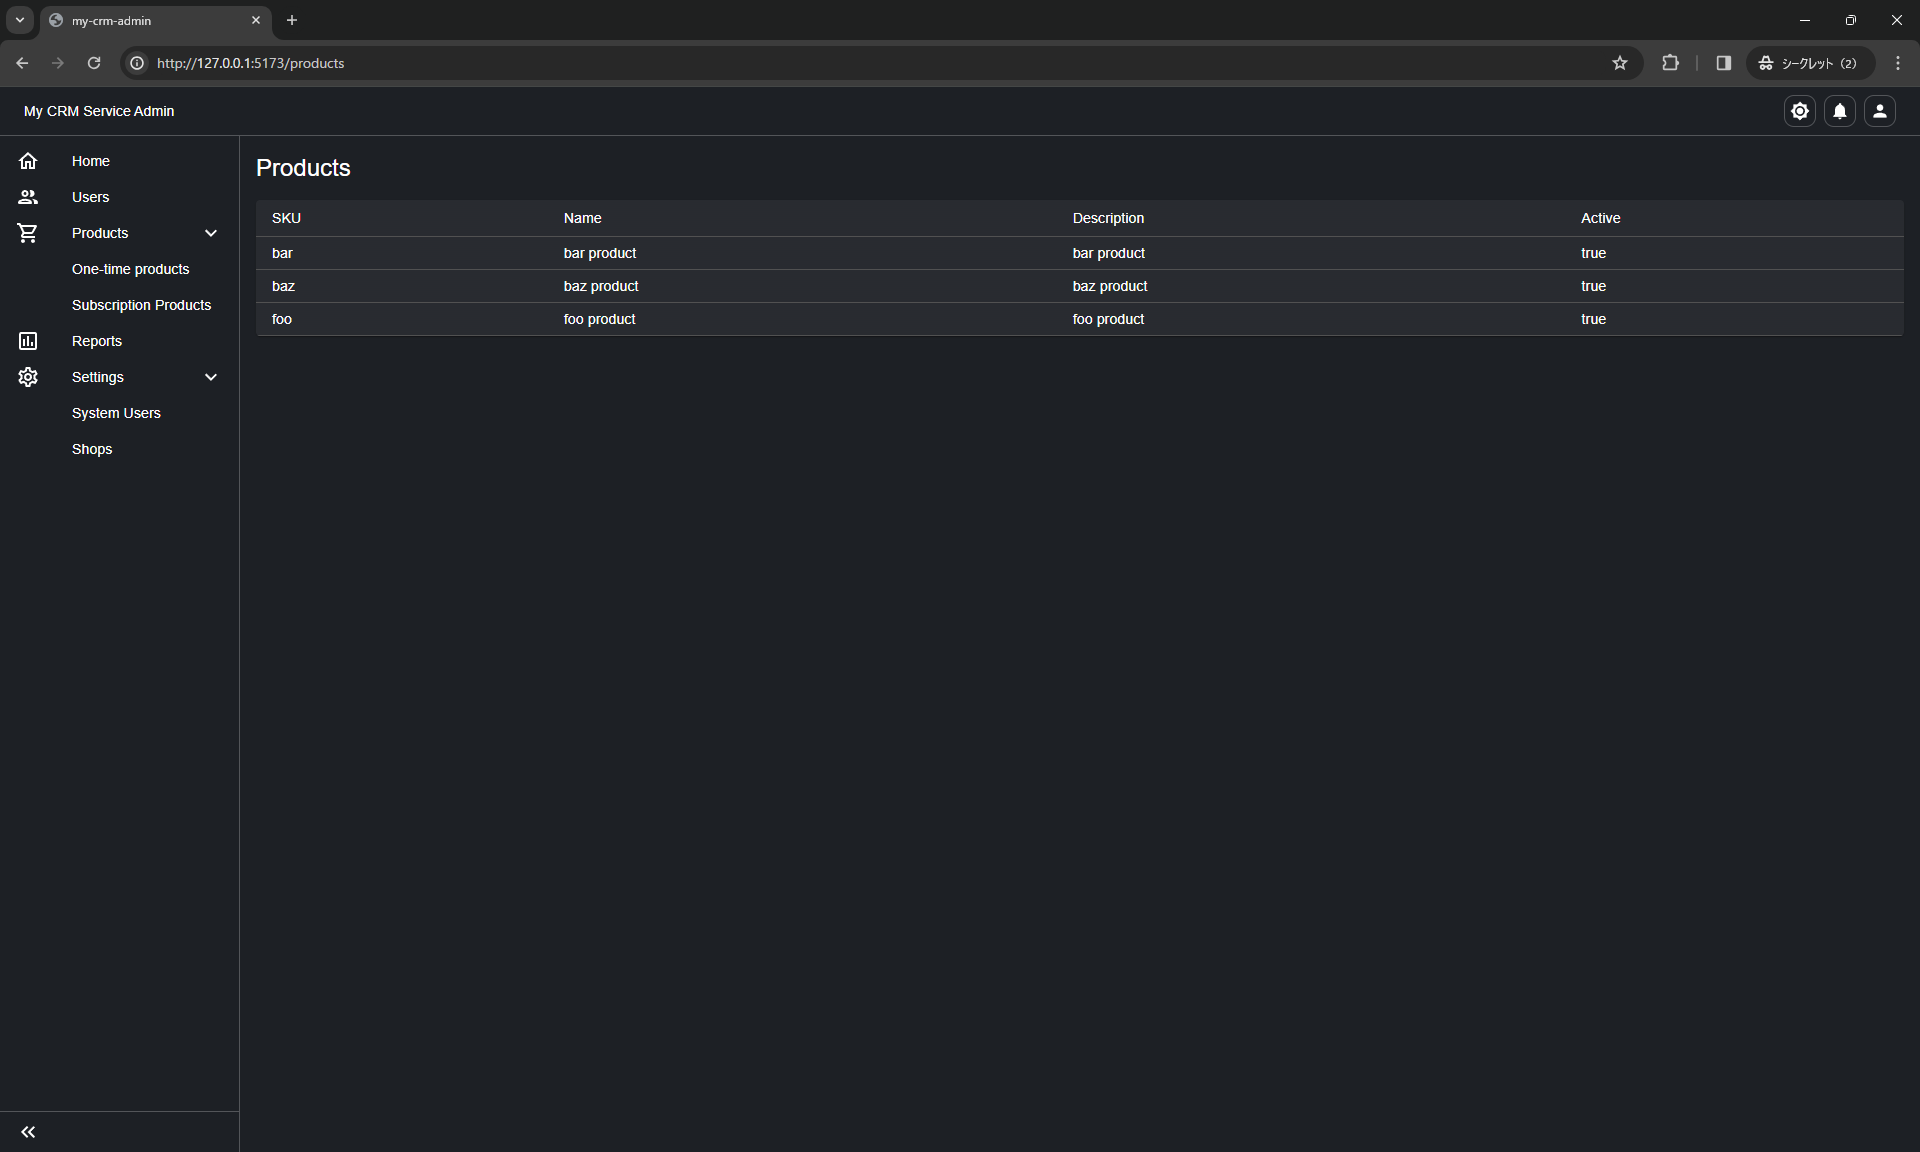 my-crm-admin
http://127.0.0.1:5173/products
シークレット (2)
My CRM Service Admin
Home
Users
Products
One-time products
Subscription Products
Reports
Settings
System Users
Shops
Products
SKU Name Description Active
bar bar product bar product true
baz baz product baz product true
foo foo product foo product true